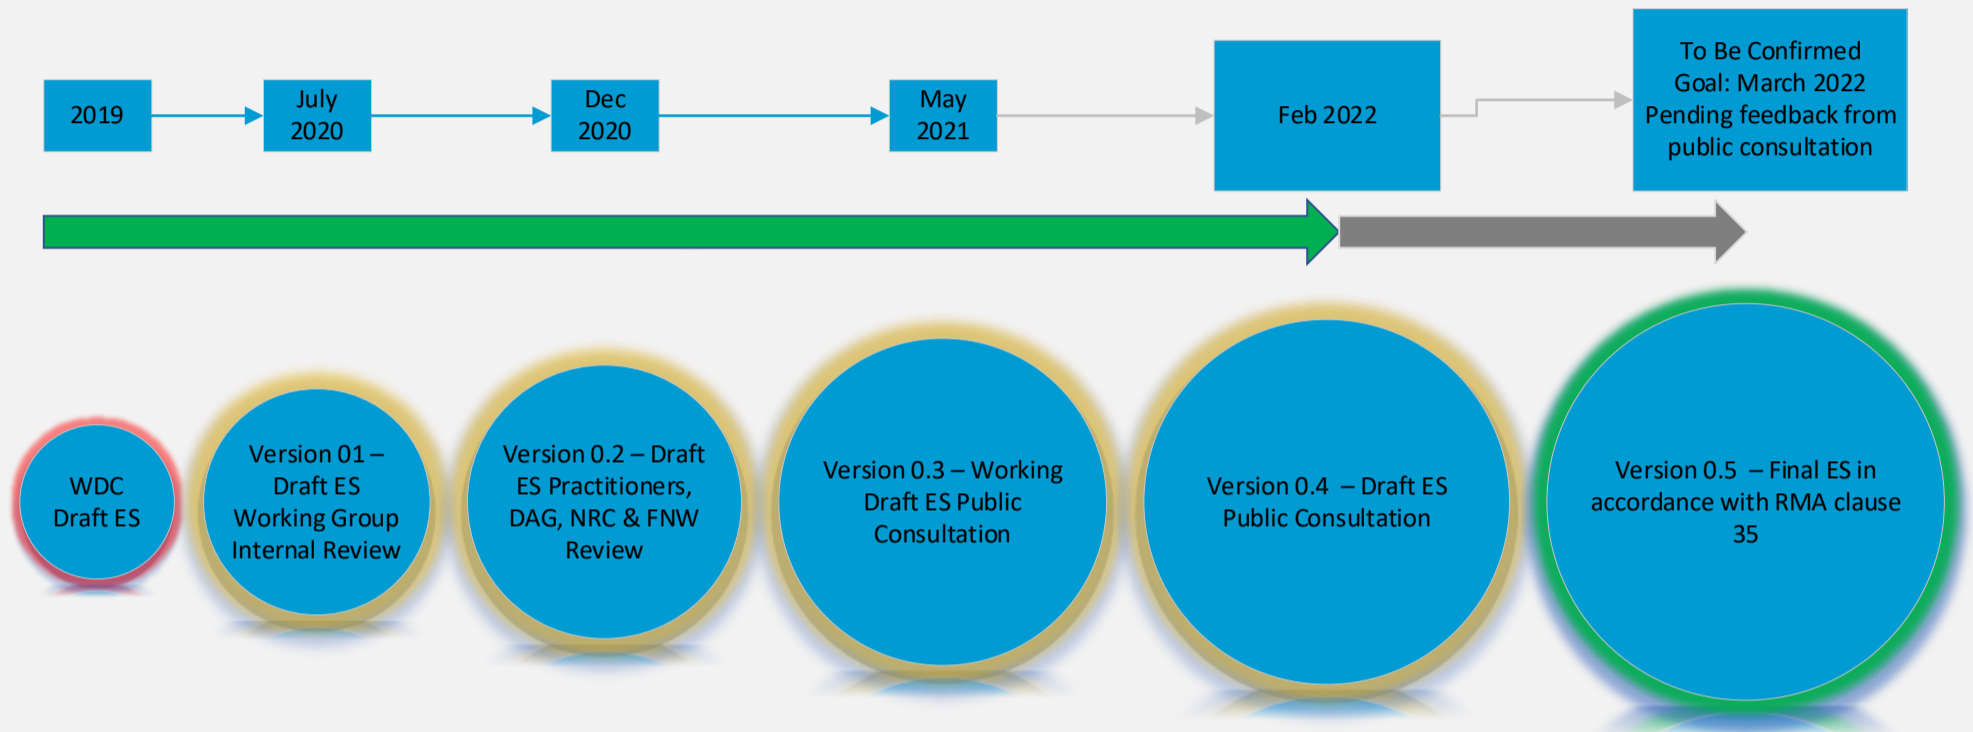 2019
July
2020
Dec
2020
May
2021
Feb 2022
To Be Confirmed
Goal: March 2022
Pending feedback from
public consultation
WDC
Draft ES
Version 01 –
Draft ES
Working Group
Internal Review
Version 0.2 – Draft
ES Practitioners,
DAG, NRC & FNW
Review
Version 0.3 – Working
Draft ES Public
Consultation
Version 0.4 – Draft ES
Public Consultation
Version 0.5 – Final ES in
accordance with RMA clause
35